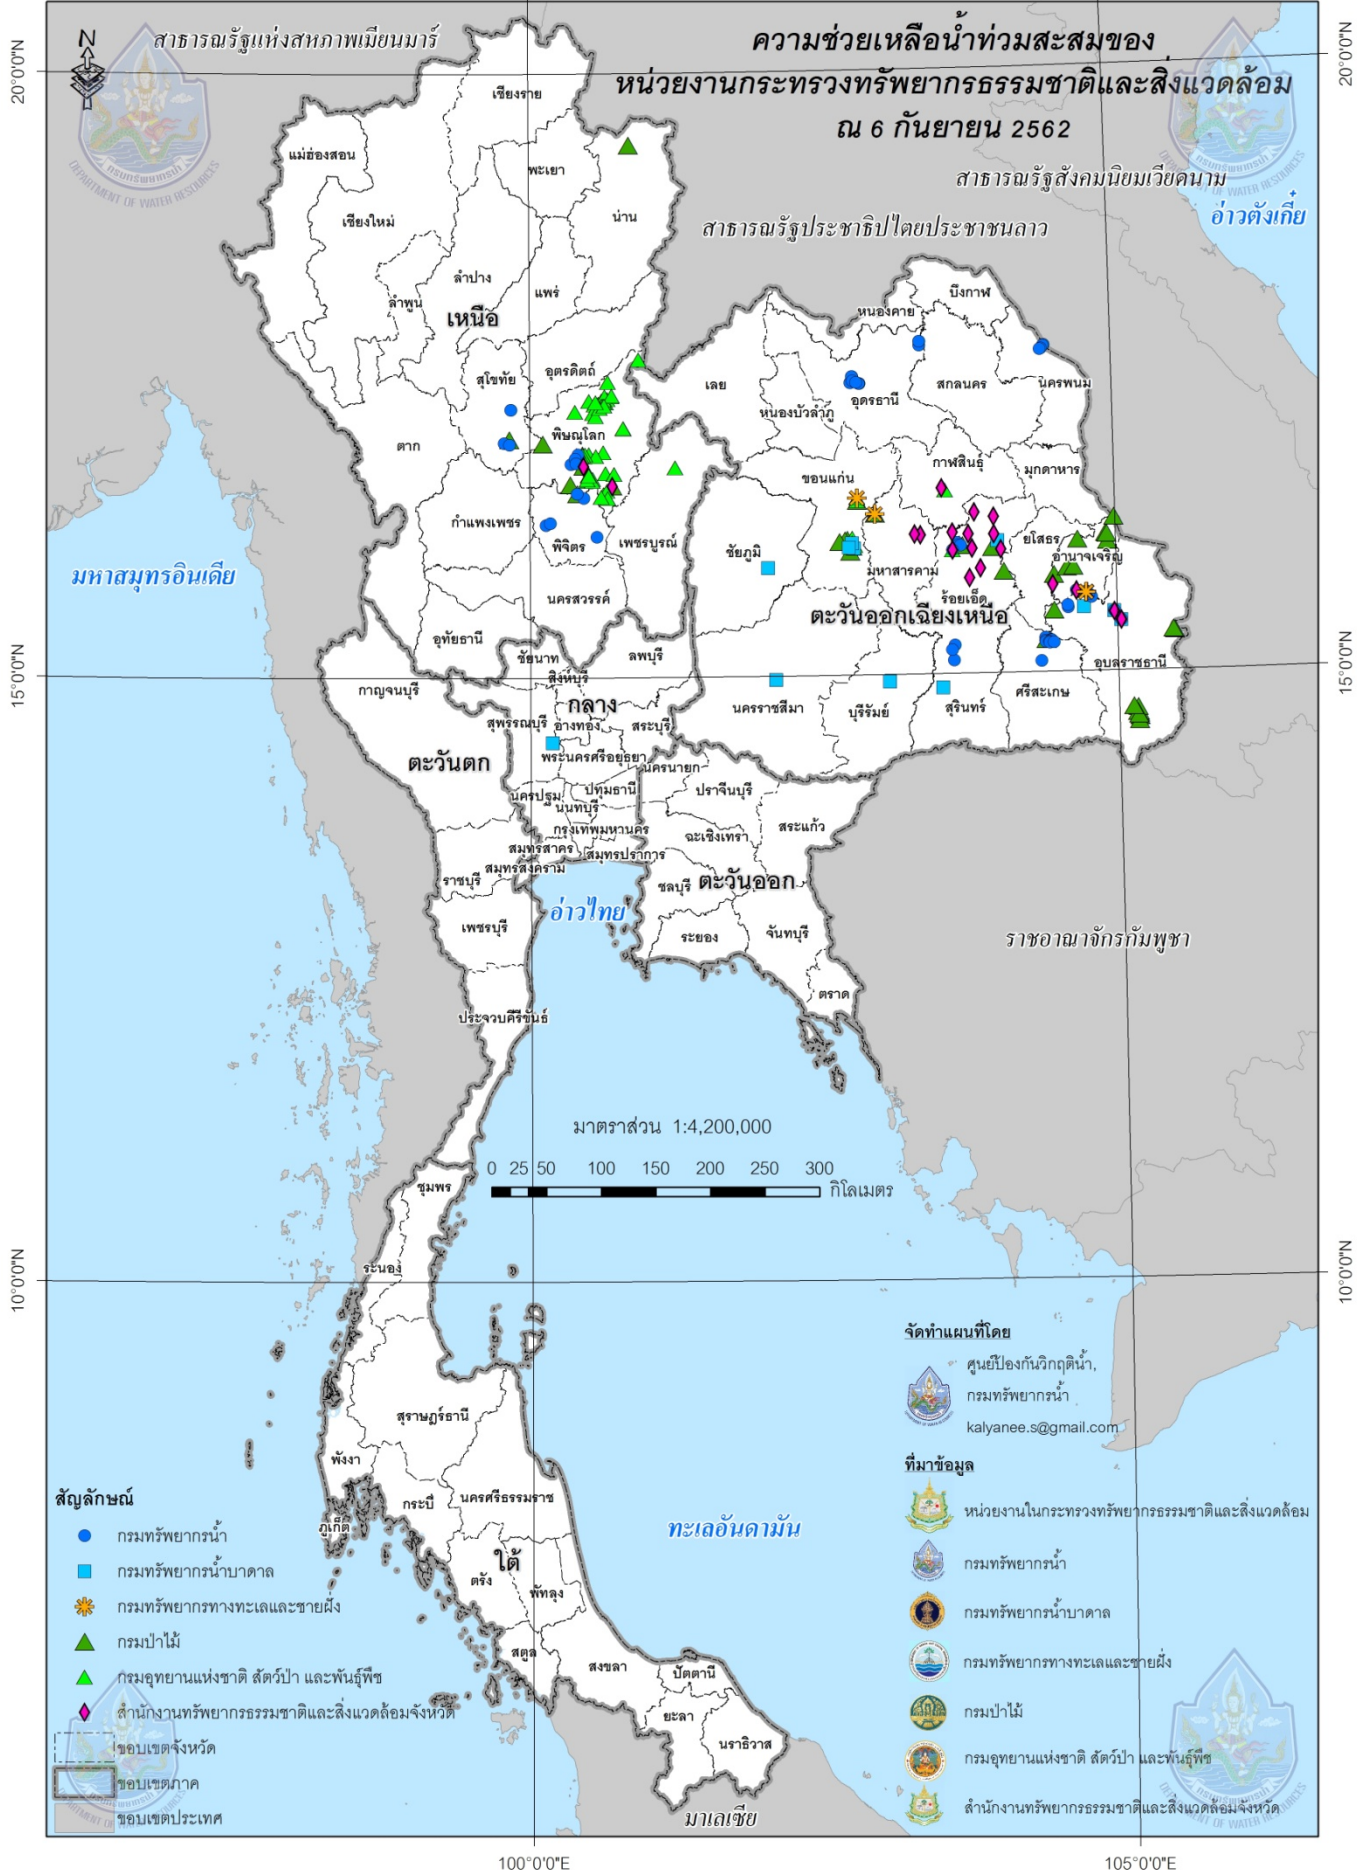 ความช่วยเหลือน้ำท่วมสะสมของ
หน่วยงานกระทรวงทรัพยากรธรรมชาติและสิ่งแวดล้อม
ณ 6 กันยายน 2562
N
20°0'0"N
20°0'0"N
สาธารณรัฐแห่งสหภาพเมียนมาร์
สาธารณรัฐสังคมนิยมเวียดนาม
อ่าวตังเกี๋ย
สาธารณรัฐประชาธิปไตยประชาชนลาว
เชียงราย
แม่ฮ่องสอน
พะเยา
เชียงใหม่
น่าน
ลำปาง
แพร่
ลำพูน
เหนือ
บึงกาฬ
หนองคาย
อุตรดิตถ์
สุโขทัย
เลย
อุดรธานี
สกลนคร
นครพนม
หนองบัวลำภู
ตาก
พิษณุโลก
ขอนแก่น
กาฬสินธุ์
มุกดาหาร
กำแพงเพชร
พิจิตร
เพชรบูรณ์
ชัยภูมิ
ยโสธร
อำนาจเจริญ
มหาสารคาม
ร้อยเอ็ด
มหาสมุทรอินเดีย
นครสวรรค์
ตะวันออกเฉียงเหนือ
อุทัยธานี
ชัยนาท
ลพบุรี
อุบลราชธานี
15°0'0"N
15°0'0"N
สิงห์บุรี
กาญจนบุรี
กลาง
นครราชสีมา
บุรีรัมย์
สุรินทร์
ศรีสะเกษ
สุพรรณบุรี
อ่างทอง
สระบุรี
พระนครศรีอยุธยา
ตะวันตก
นครนายก
ปราจีนบุรี
นครปฐม
ปทุมธานี
นนทบุรี
กรุงเทพมหานคร
ฉะเชิงเทรา
สระแก้ว
สมุทรสาคร
สมุทรปราการ
สมุทรสงคราม
ราชบุรี
ชลบุรี
ตะวันออก
อ่าวไทย
เพชรบุรี
ระยอง
จันทบุรี
ราชอาณาจักรกัมพูชา
ตราด
ประจวบคีรีขันธ์
มาตราส่วน 1:4,200,000
0 25 50 100 150 200 250 300
กิโลเมตร
ชุมพร
ระนอง
10°0'0"N
10°0'0"N
สุราษฎร์ธานี
พังงา
กระบี่
นครศรีธรรมราช
ภูเก็ต
ทะเลอันดามัน
ใต้
ตรัง
พัทลุง
สตูล
สงขลา
ปัตตานี
ยะลา
นราธิวาส
มาเลเซีย
สัญลักษณ์
กรมทรัพยากรน้ำ
กรมทรัพยากรน้ำบาดาล
กรมทรัพยากรทางทะเลและชายฝั่ง
กรมป่าไม้
กรมอุทยานแห่งชาติ สัตว์ป่า และพันธุ์พืช
สำนักงานทรัพยากรธรรมชาติและสิ่งแวดล้อมจังหวัด
ขอบเขตจังหวัด
ขอบเขตภาค
ขอบเขตประเทศ
จัดทำแผนที่โดย
ศูนย์ป้องกันวิกฤติน้ำ,
กรมทรัพยากรน้ำ
kalyanee.s@gmail.com
ที่มาข้อมูล
หน่วยงานในกระทรวงทรัพยากรธรรมชาติและสิ่งแวดล้อม
กรมทรัพยากรน้ำ
กรมทรัพยากรน้ำบาดาล
กรมทรัพยากรทางทะเลและชายฝั่ง
กรมป่าไม้
กรมอุทยานแห่งชาติ สัตว์ป่า และพันธุ์พืช
สำนักงานทรัพยากรธรรมชาติและสิ่งแวดล้อมจังหวัด
100°0'0"E
105°0'0"E
กรมทรัพยากรน้ำ
DEPARTMENT OF WATER RESOURCES